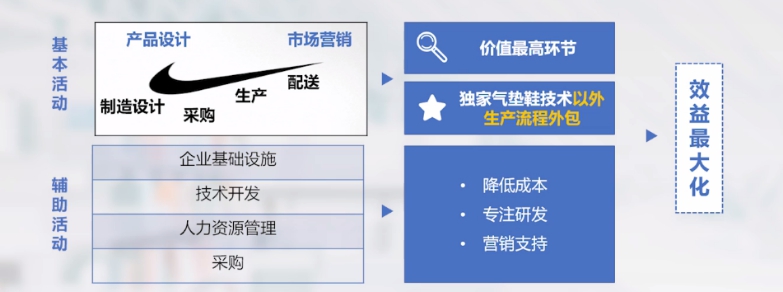 基本活动
产品设计
市场营销
制造设计
采购
生产
配送
价值最高环节
独家气垫鞋技术以外
生产流程外包
辅助活动
企业基础设施
技术开发
人力资源管理
采购
• 降低成本
• 专注研发
• 营销支持
效益最大化